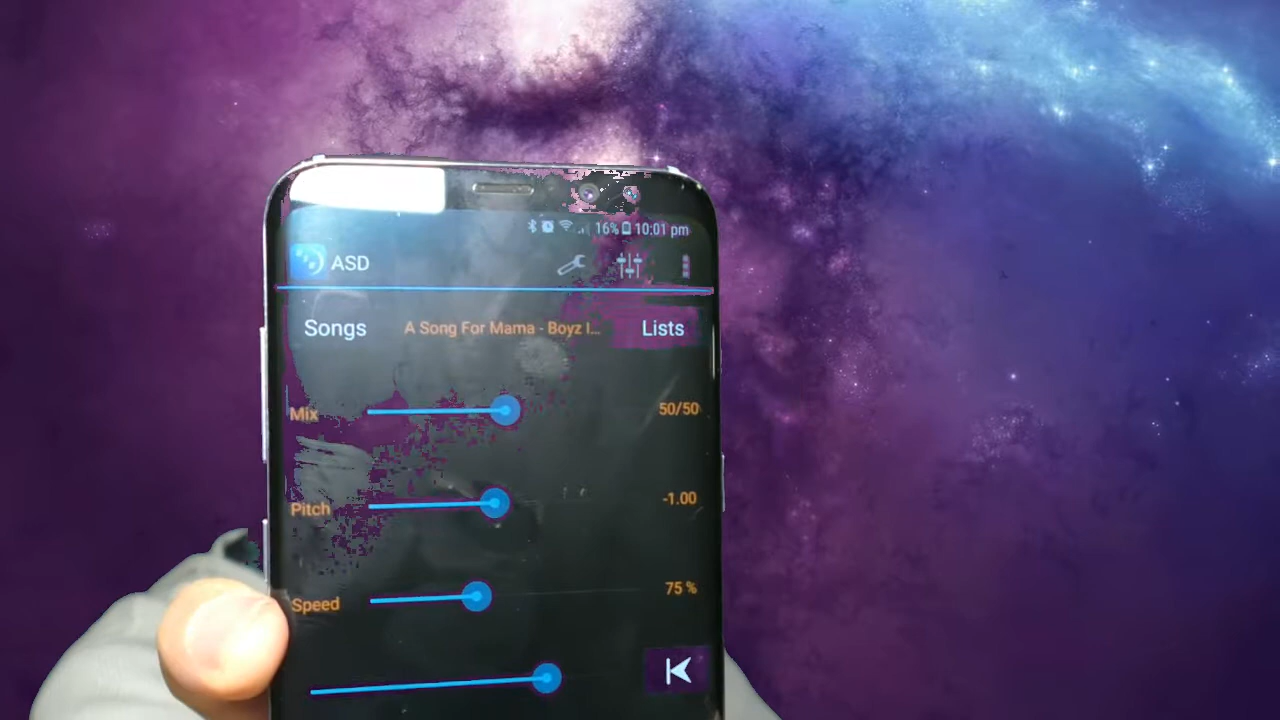 16% 10:01 pm
ASD
Songs A Song For Mama - Boyz I... Lists
Mix 50/50
Pitch -1.00
Speed 75 %